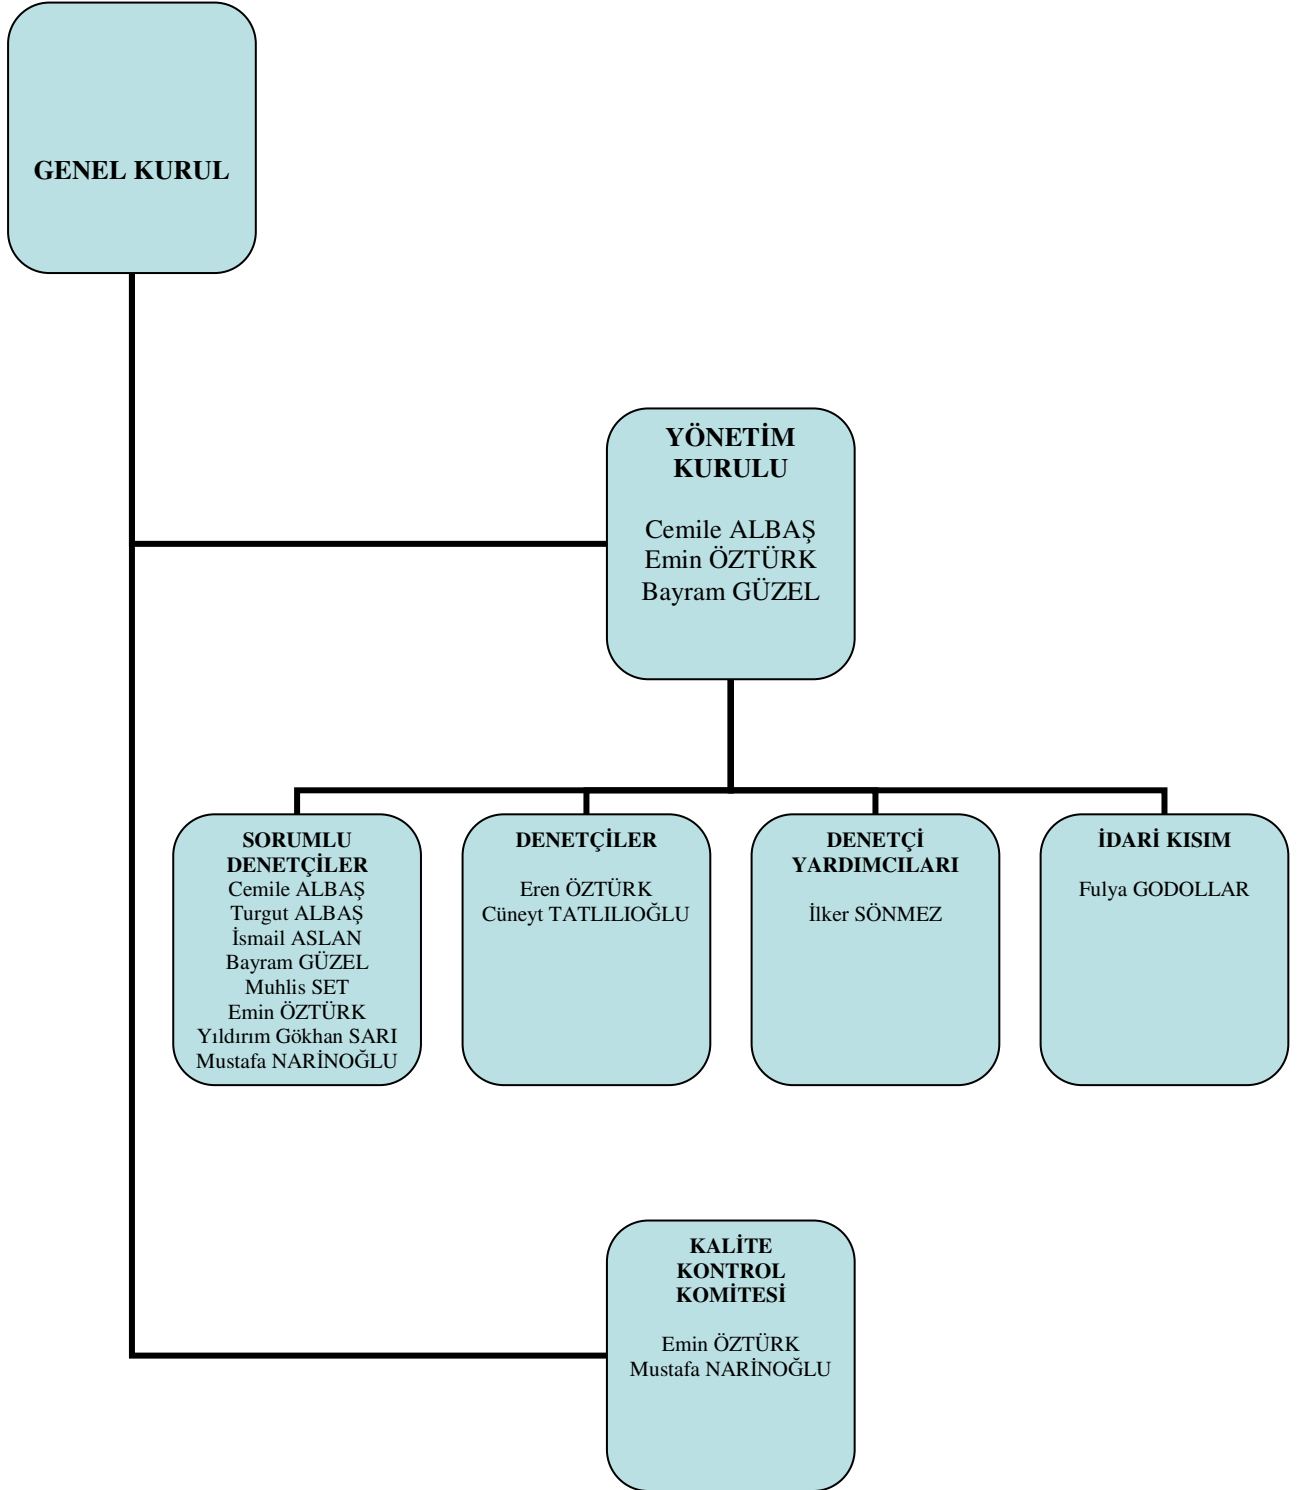 GENEL KURUL
YÖNETİM
KURULU
Cemile ALBAŞ
Emin ÖZTÜRK
Bayram GÜZEL
SORUMLU
DENETÇİLER
Cemile ALBAŞ
Turgut ALBAŞ
İsmail ASLAN
Bayram GÜZEL
Muhlis SET
Emin ÖZTÜRK
Yıldırım Gökhan SARI
Mustafa NARİNOĞLU
DENETÇİLER
Eren ÖZTÜRK
Cüneyt TATLILIOĞLU
DENETÇİ
YARDIMCILARI
İlker SÖNMEZ
İDARİ KISIM
Fulya GODOLLAR
KALİTE
KONTROL
KOMİTESİ
Emin ÖZTÜRK
Mustafa NARİNOĞLU